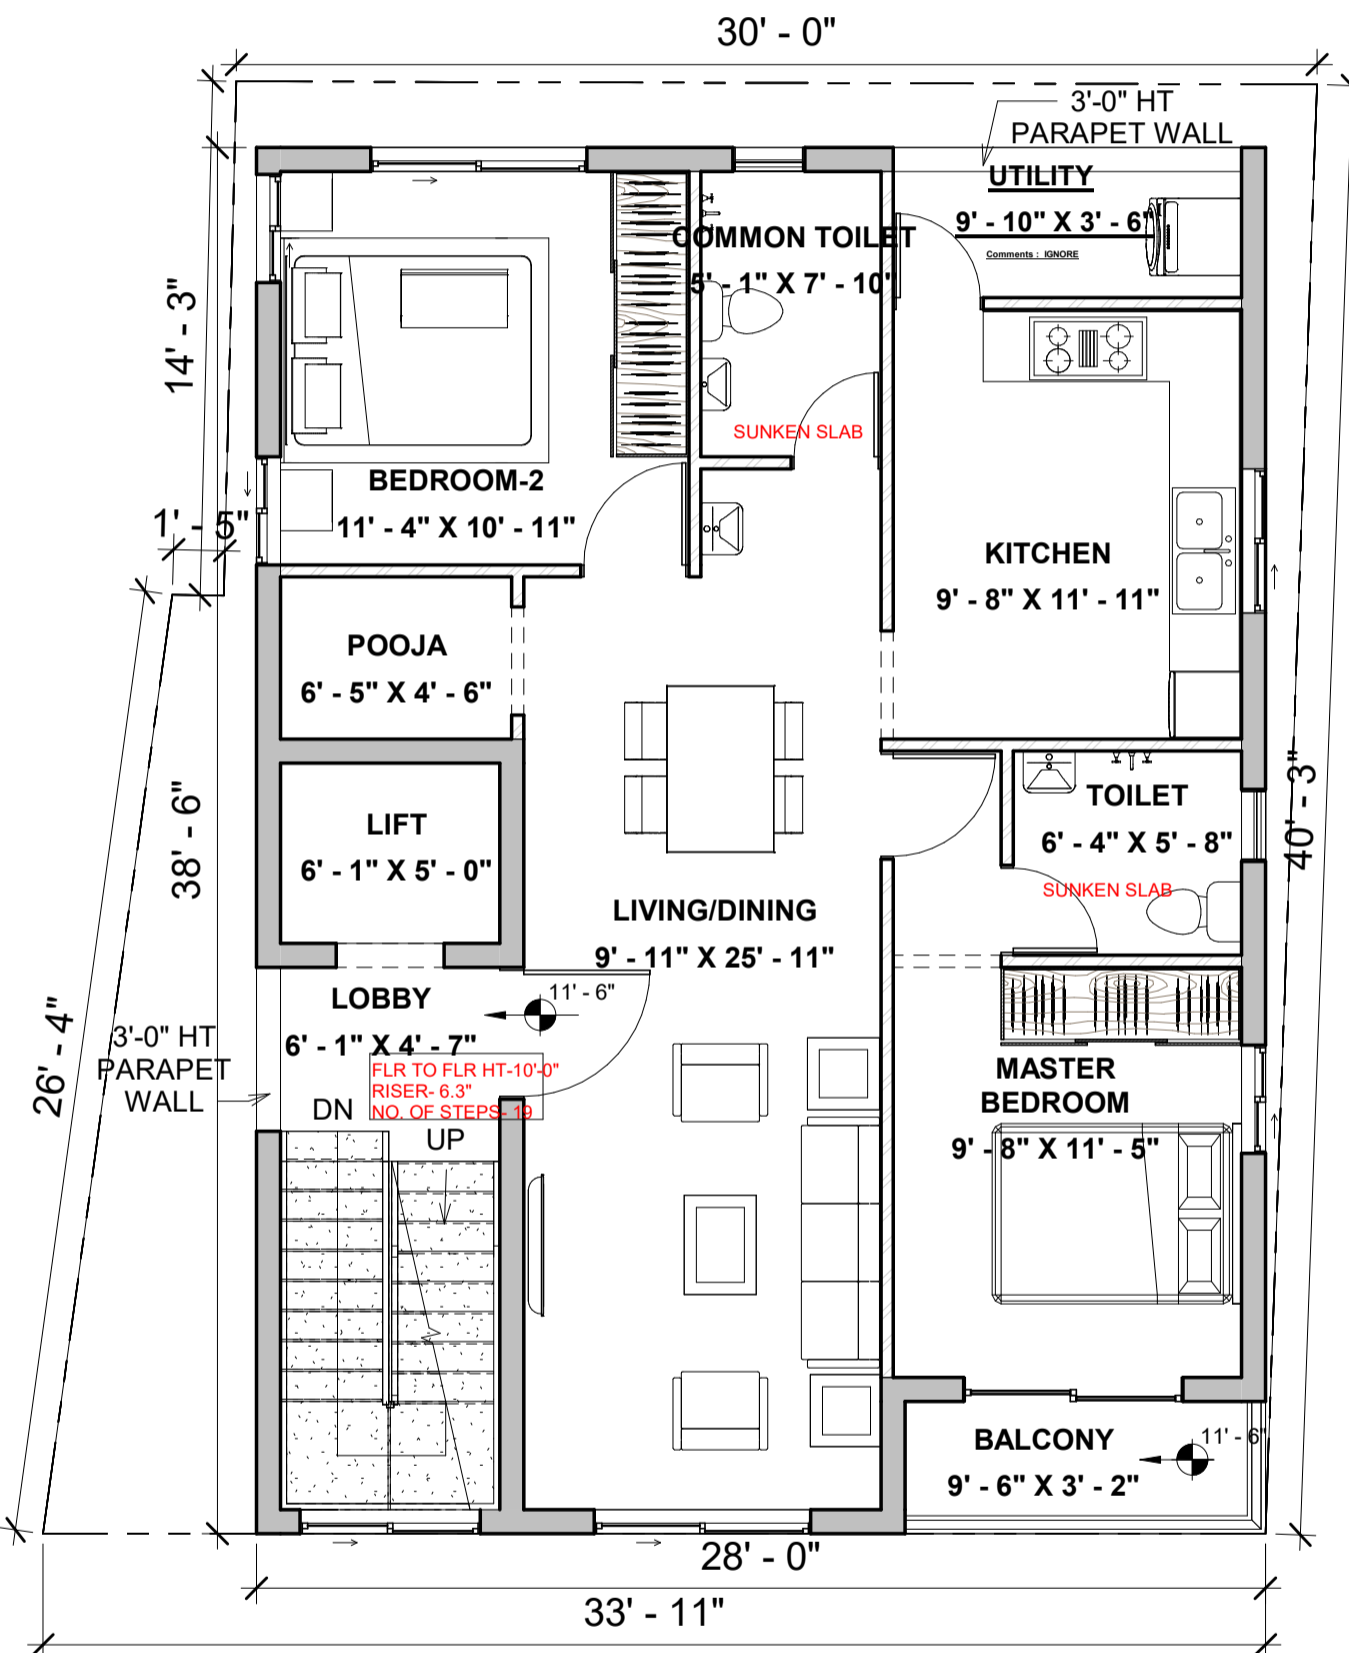 30' - 0"
3'-0" HT
PARAPET WALL
UTILITY
9' - 10" X 3' - 6"
Comments : IGNORE
COMMON TOILET
5' - 1" X 7' - 10"
14' - 3"
SUNKEN SLAB
BEDROOM-2
11' - 4" X 10' - 11"
1' - 5"
KITCHEN
9' - 8" X 11' - 11"
POOJA
6' - 5" X 4' - 6"
38' - 6"
LIFT
6' - 1" X 5' - 0"
TOILET
6' - 4" X 5' - 8"
SUNKEN SLAB
40' - 3"
LIVING/DINING
9' - 11" X 25' - 11"
LOBBY
6' - 1" X 4' - 7"
11' - 6"
26' - 4"
3'-0" HT
PARAPET
WALL
FLR TO FLR HT-10'-0"
RISER- 6.3"
NO. OF STEPS- 19
DN
UP
MASTER
BEDROOM
9' - 8" X 11' - 5"
BALCONY
9' - 6" X 3' - 2"
11' - 6"
28' - 0"
33' - 11"